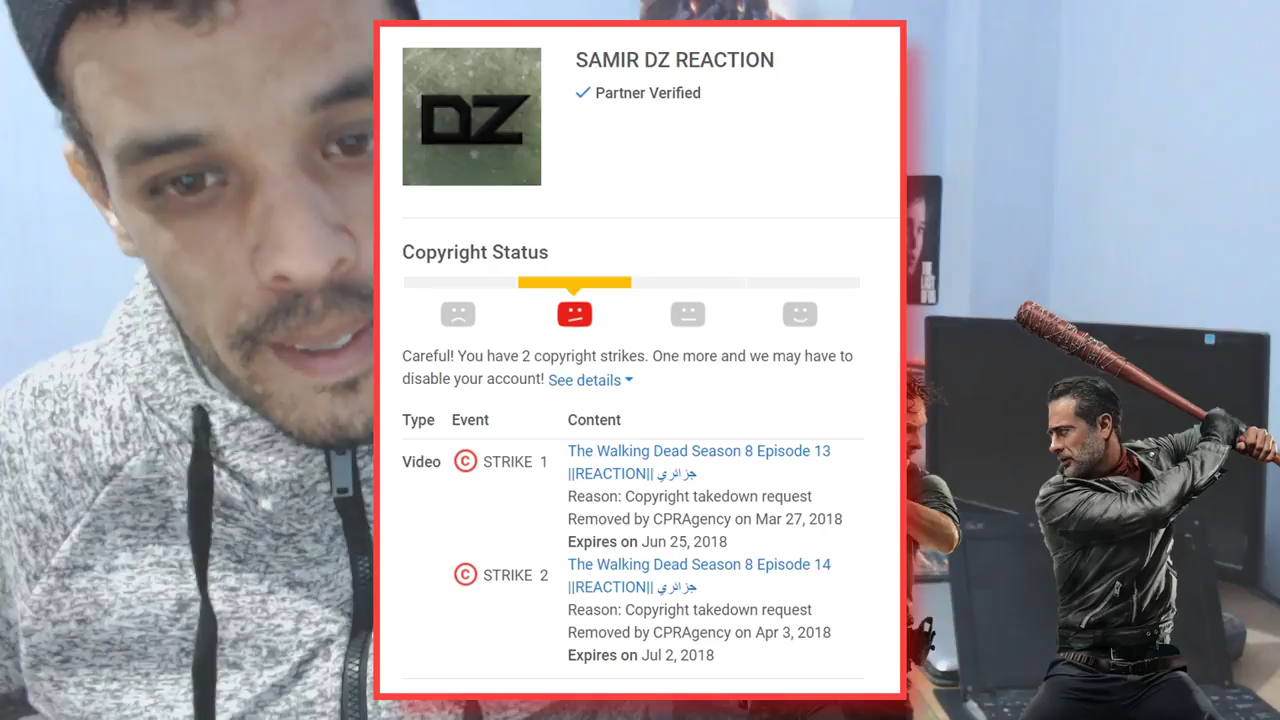 SAMIR DZ REACTION
DZ
Partner Verified
Copyright Status
Careful! You have 2 copyright strikes. One more and we may have to
disable your account! See details
Type Event Content
Video © STRIKE 1 The Walking Dead Season 8 Episode 13
||REACTION|| جزائري
Reason: Copyright takedown request
Removed by CPRAgency on Mar 27, 2018
Expires on Jun 25, 2018
© STRIKE 2 The Walking Dead Season 8 Episode 14
||REACTION|| جزائري
Reason: Copyright takedown request
Removed by CPRAgency on Apr 3, 2018
Expires on Jul 2, 2018